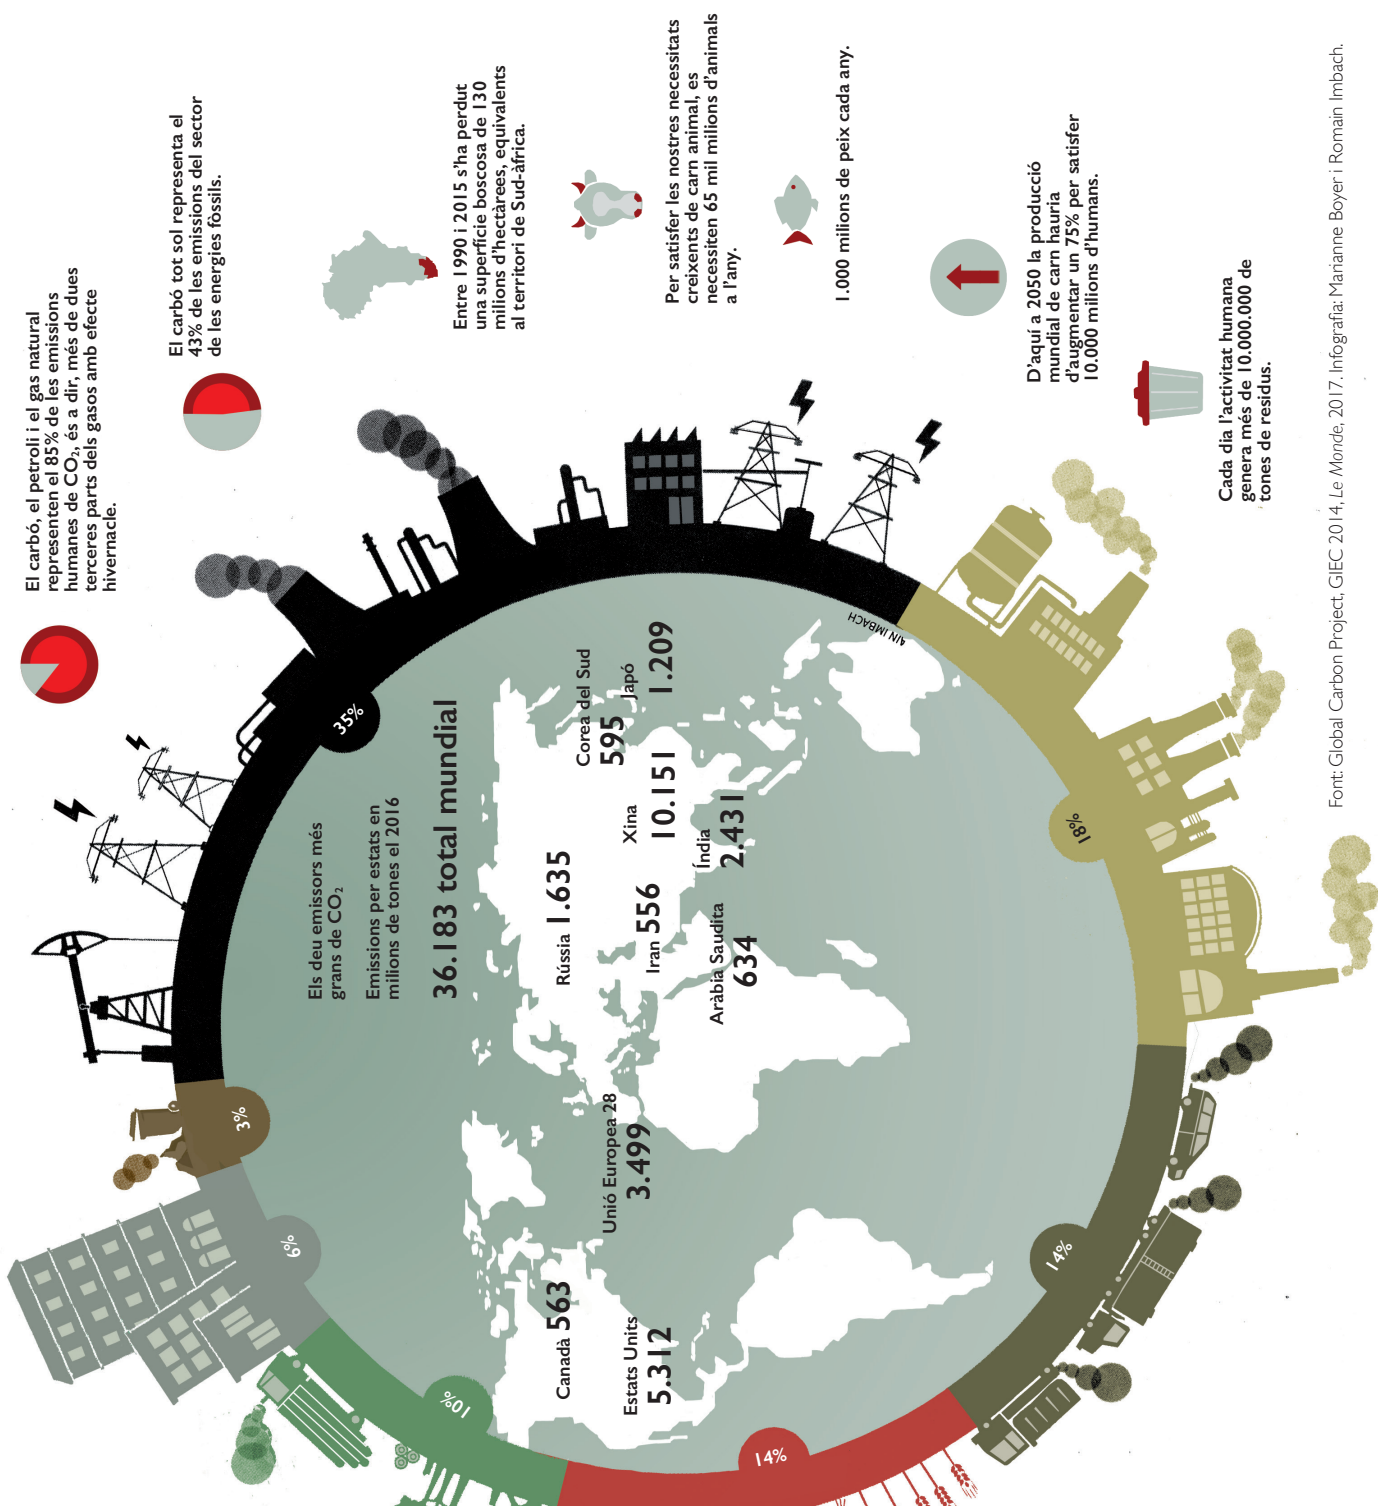 El carbó, el petroli i el gas natural
representen el 85% de les emissions
humanes de CO₂, és a dir, més de dues
terceres parts dels gasos amb efecte
hivernacle.
El carbó tot sol representa el
43% de les emissions del sector
de les energies fòssils.
Entre 1990 i 2015 s’ha perdut
una superfície boscosa de 130
milions d’hectàrees, equivalents
al territori de Sud-àfrica.
Per satisfer les nostres necessitats
creixents de carn animal, es
necessiten 65 mil milions d’animals
a l’any.
1.000 milions de peix cada any.
D’aquí a 2050 la producció
mundial de carn hauria
d’augmentar un 75% per satisfer
10.000 milions d’humans.
Cada dia l’activitat humana
genera més de 10.000.000 de
tones de residus.
Els deu emissors més
grans de CO₂
Emissions per estats en
milions de tones el 2016
36.183 total mundial
Canadà 563
Estats Units
5.312
Unió Europea 28
3.499
Rússia 1.635
Iran 556
Aràbia Saudita
634
Xina
10.151
Índia
2.431
Corea del Sud
595
Japó
1.209
35%
18%
14%
14%
10%
6%
3%
IMBACH
Font: Global Carbon Project, GIEC 2014, Le Monde, 2017. Infografia: Marianne Boyer i Romain Imbach.